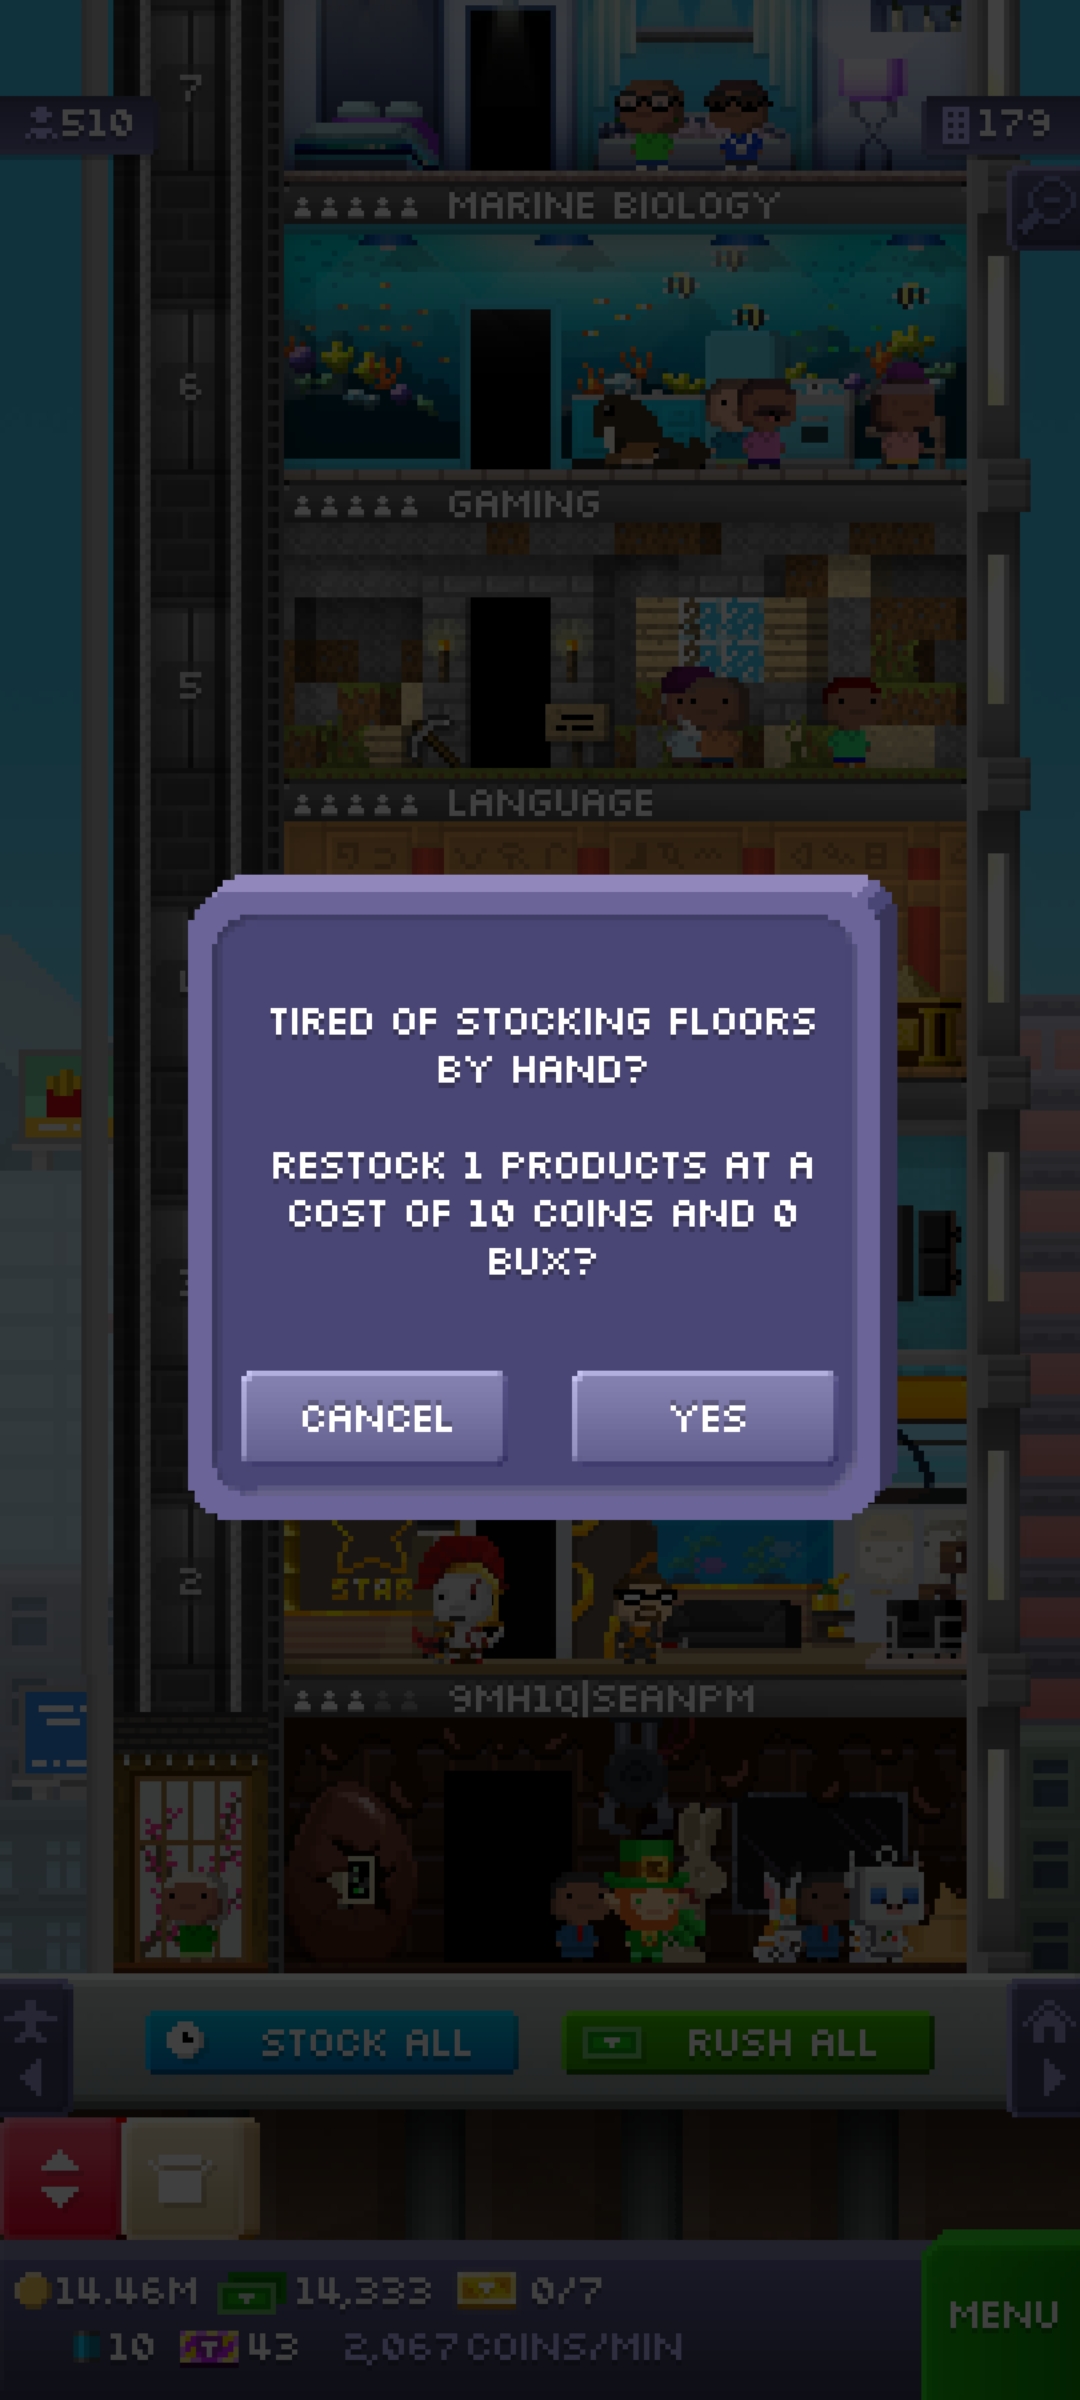 7
510
179
MARINE BIOLOGY
6
GAMING
5
LANGUAGE
TIRED OF STOCKING FLOORS
BY HAND?
RESTOCK 1 PRODUCTS AT A
COST OF 10 COINS AND 0
BUX?
CANCEL
YES
STAR
2
9MH1Q|SEANPM
STOCK ALL
RUSH ALL
14.46M
14,333
0/7
MENU
10
43
2,067 COINS/MIN